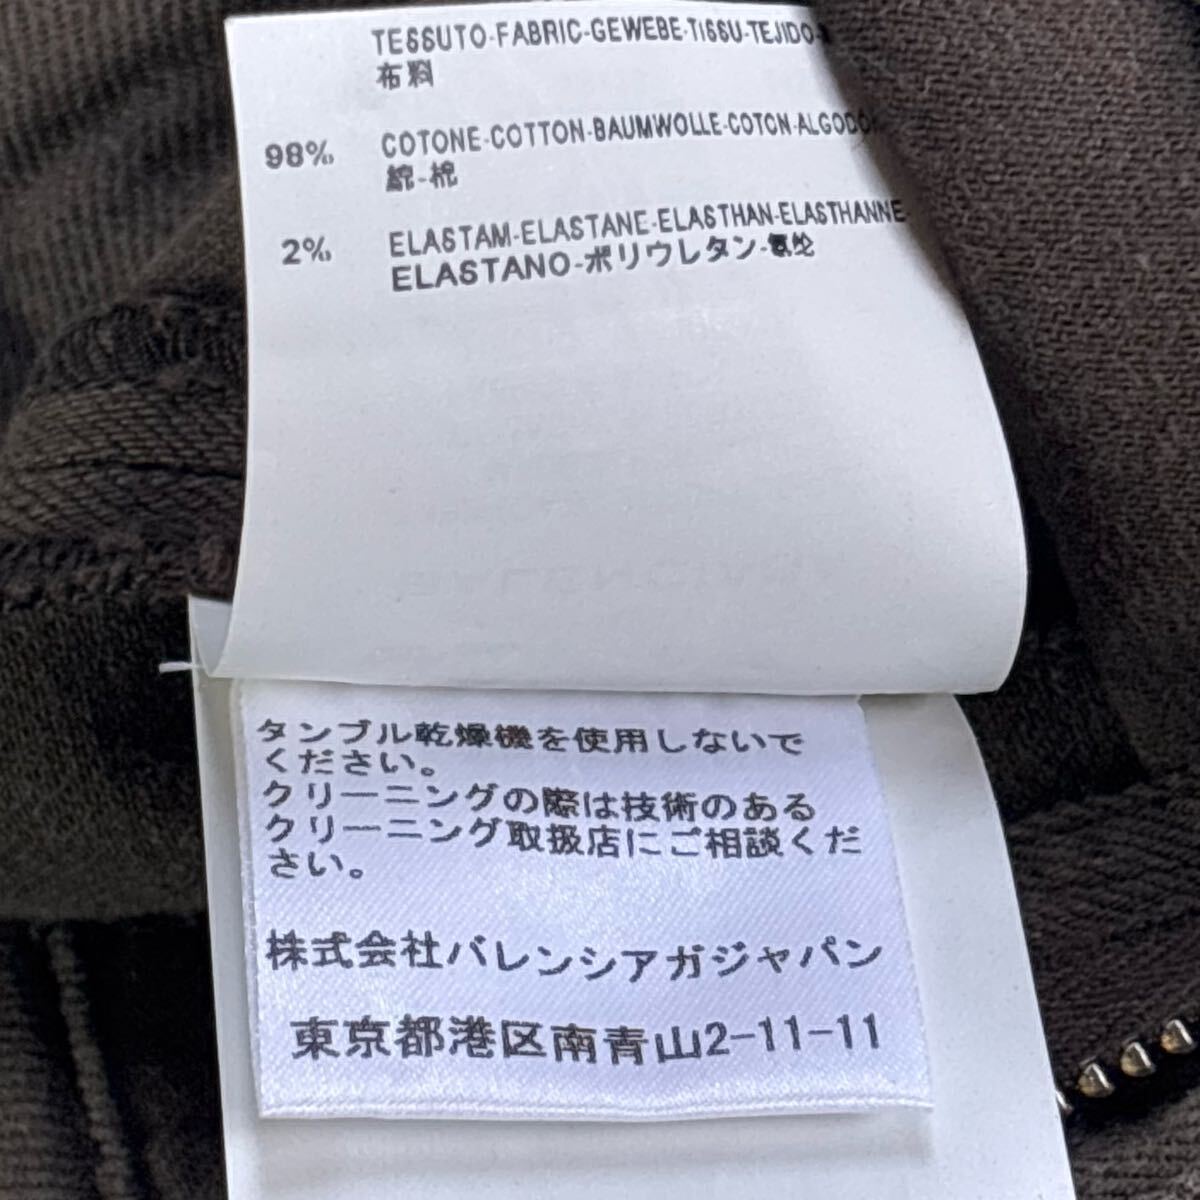 TESSUTO-FABRIC-GEWEBE-TISSU-TEJIDO-
布料
98% COTONE-COTTON-BAUMWOLLE-COTON-ALGODO
綿-棉
2% ELASTAM-ELASTANE-ELASTHAN-ELASTHANNE
ELASTANO-ポリウレタン-氨纶
タンブル乾燥機を使用しないで
ください。
クリーニングの際は技術のある
クリーニング取扱店にご相談くだ
さい。
株式会社バレンシアガジャパン
東京都港区南青山2-11-11